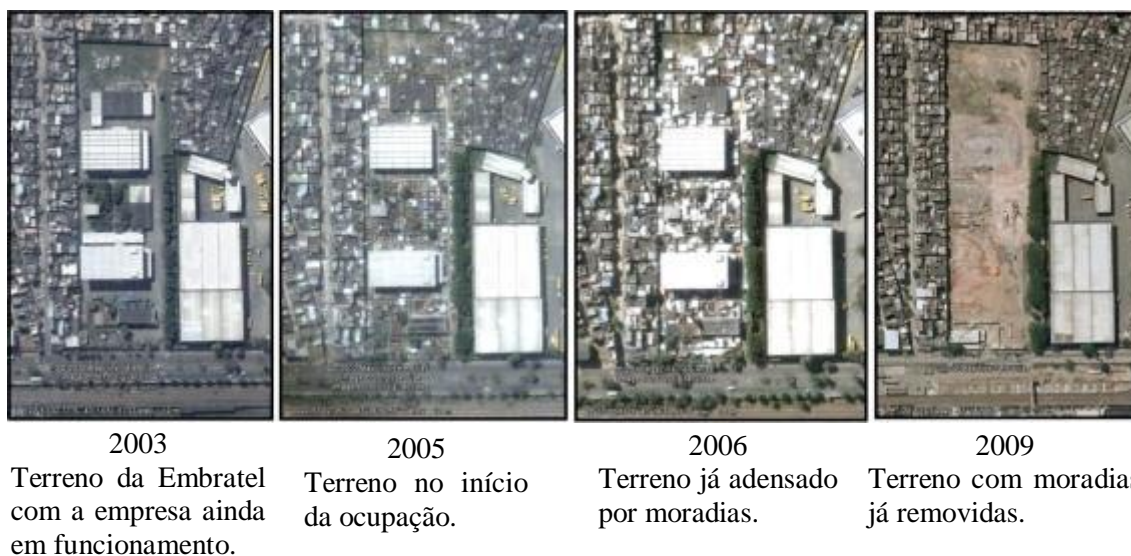 2003
Terreno da Embratel
com a empresa ainda
em funcionamento.
2005
Terreno no início
da ocupação.
2006
Terreno já adensado
por moradias.
2009
Terreno com moradias
já removidas.